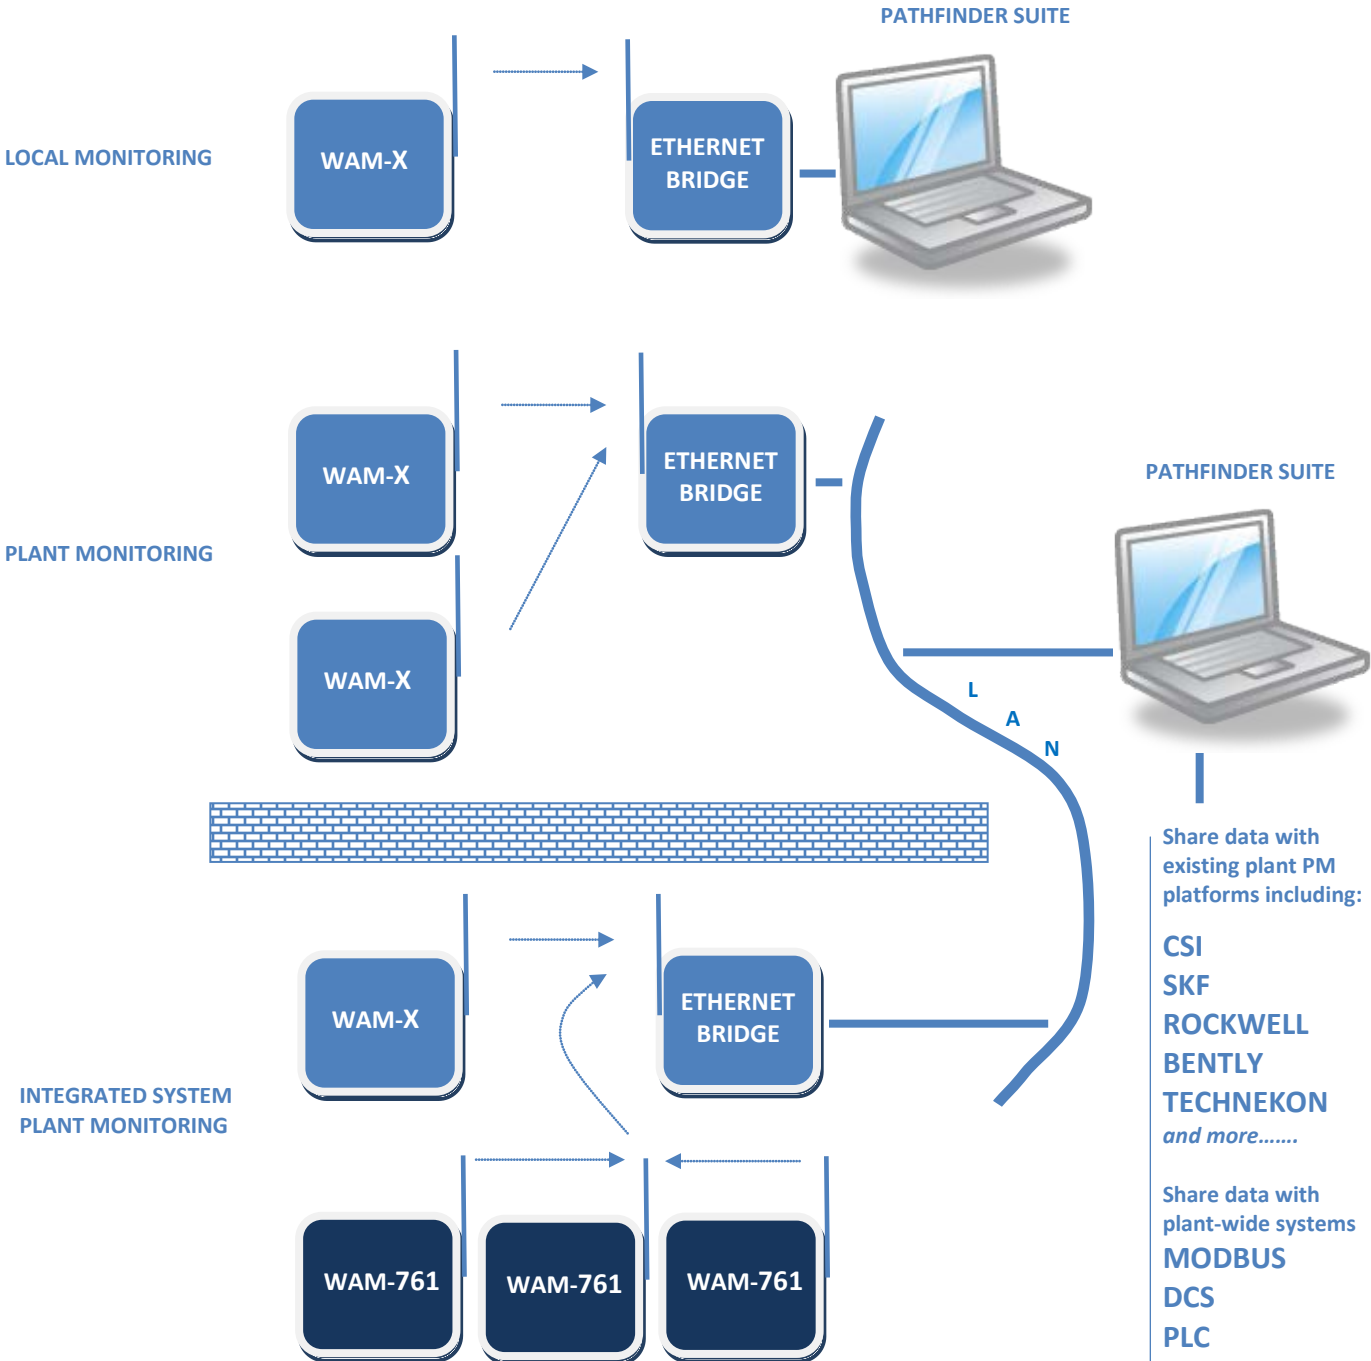 PATHFINDER SUITE
LOCAL MONITORING
WAM-X
ETHERNET
BRIDGE
PLANT MONITORING
WAM-X
ETHERNET
BRIDGE
WAM-X
PATHFINDER SUITE
L
A
N
Share data with
existing plant PM
platforms including:
CSI
SKF
ROCKWELL
BENTLY
TECHNEKON
and more.......
Share data with
plant-wide systems
MODBUS
DCS
PLC
INTEGRATED SYSTEM
PLANT MONITORING
WAM-X
ETHERNET
BRIDGE
WAM-761
WAM-761
WAM-761